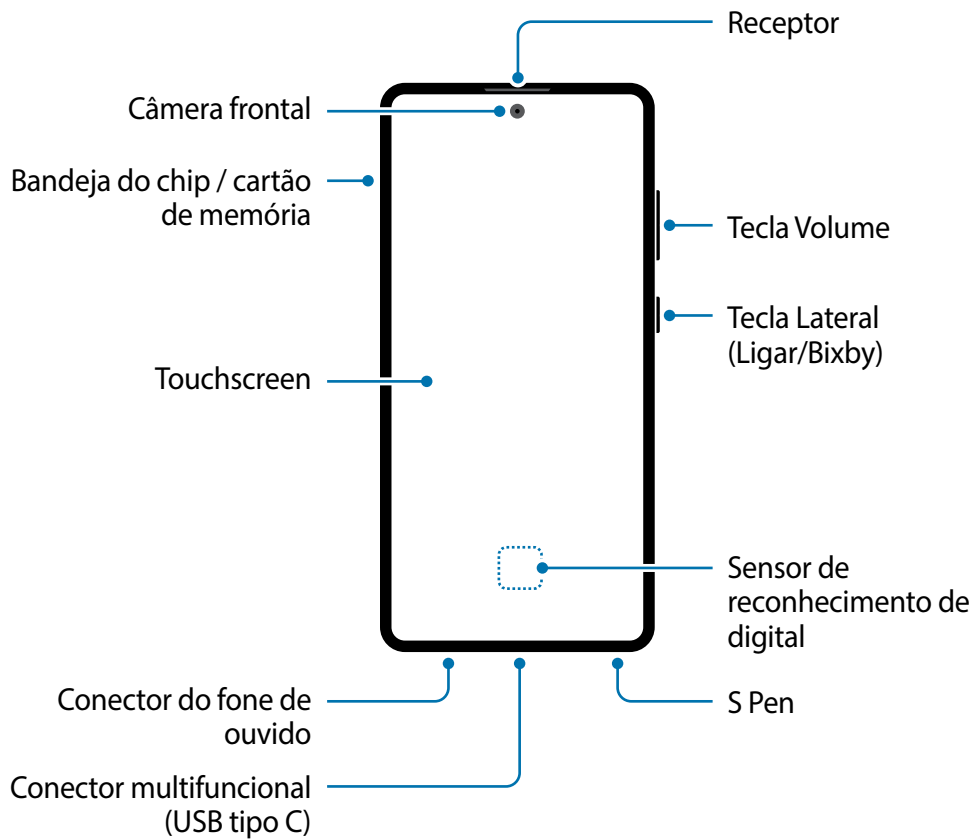 Receptor
Câmera frontal
Bandeja do chip / cartão
de memória
Tecla Volume
Tecla Lateral
(Ligar/Bixby)
Touchscreen
Sensor de
reconhecimento de
digital
Conector do fone de
ouvido
S Pen
Conector multifuncional
(USB tipo C)